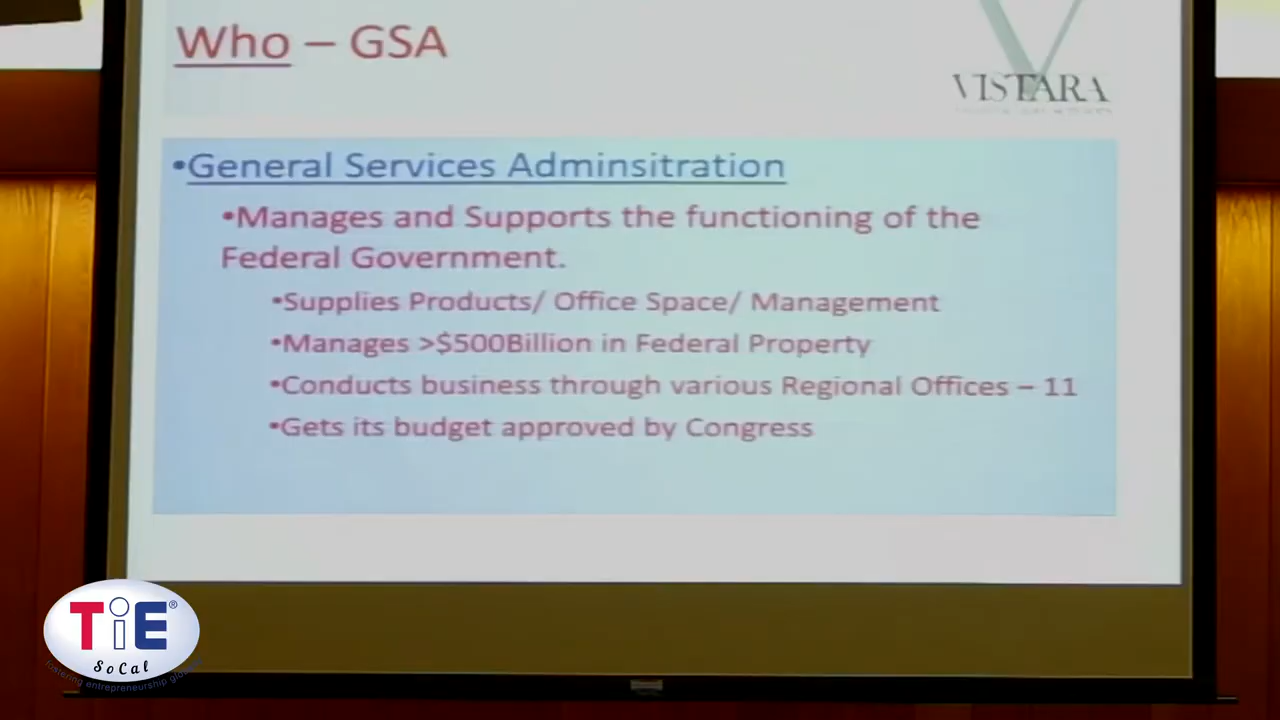 Who – GSA
VISTARA
•General Services Adminsitration
•Manages and Supports the functioning of the
Federal Government.
•Supplies Products/ Office Space/ Management
•Manages >$500Billion in Federal Property
•Conducts business through various Regional Offices – 11
•Gets its budget approved by Congress
TiE®
SoCal
fostering entrepreneurship